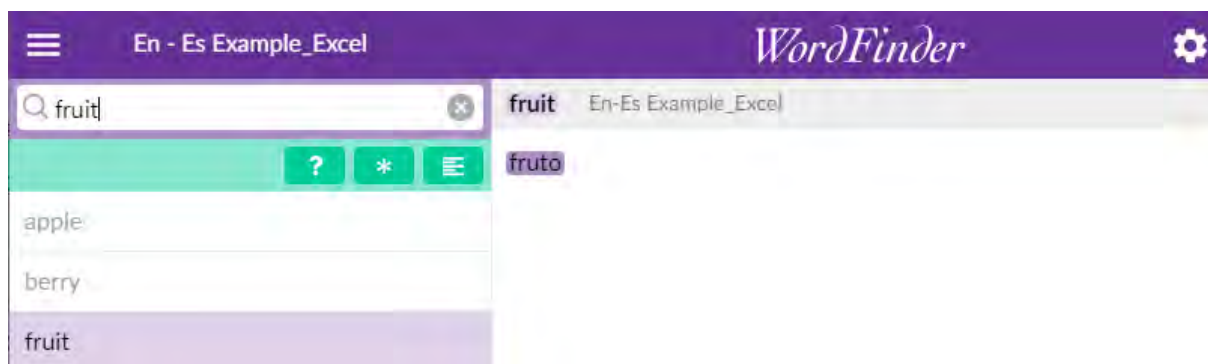 En - Es Example_Excel
WordFinder
fruit
? *
apple
berry
fruit
fruit En-Es Example_Excel
fruto